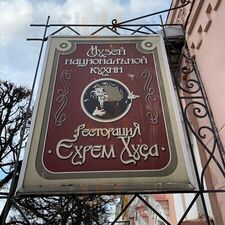 Музей
национальной
кухни
Ресторация
Ехрем Хуса